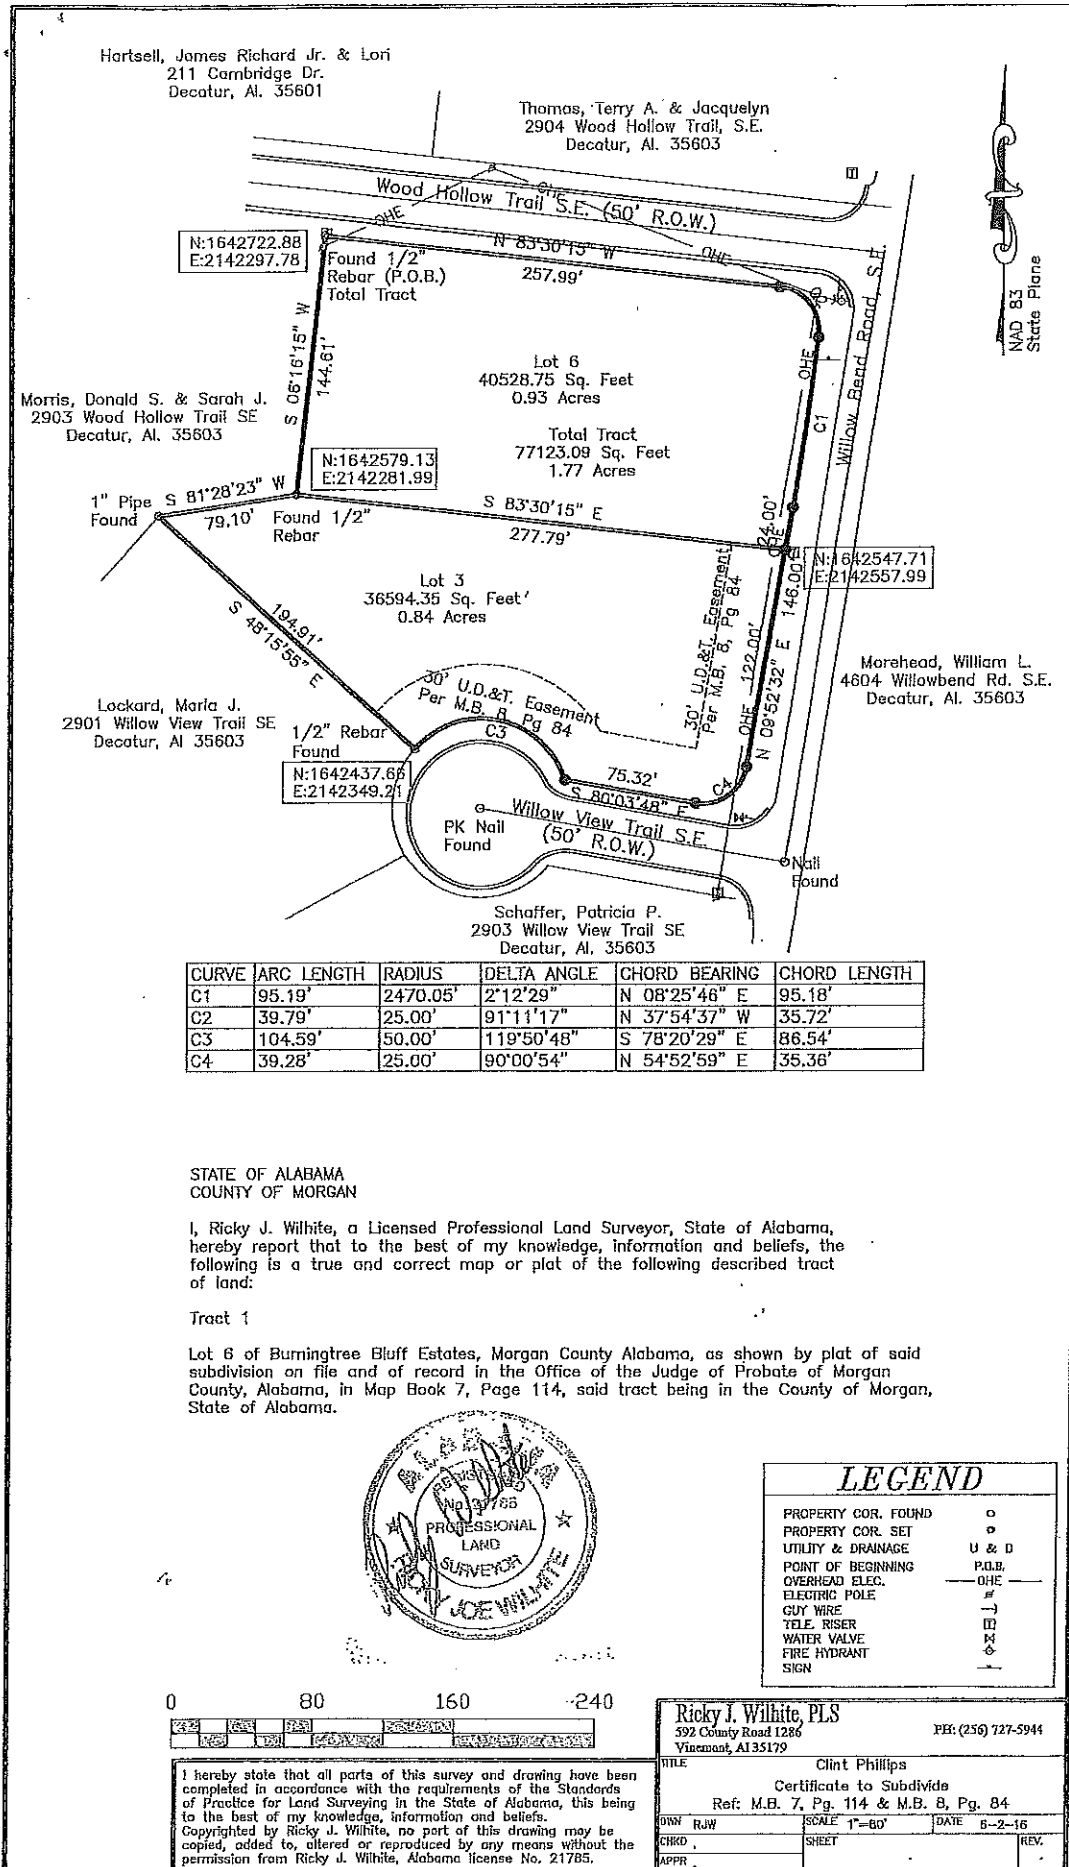 Hartsell, James Richard Jr. & Lori
211 Cambridge Dr.
Decatur, Al. 35601
Thomas, Terry A. & Jacquelyn
2904 Wood Hollow Trail, S.E.
Decatur, Al. 35603
NAD 83
State Plane
Wood Hollow Trail S.E. (50' R.O.W.)
OHE
OHE
OHE
N:1642722.88
E:2142297.78
N 83°30'15" W
257.99'
Found 1/2"
Rebar (P.O.B.)
Total Tract
S 06°16'15" W
144.61'
Lot 6
40528.75 Sq. Feet
0.93 Acres
Total Tract
77123.09 Sq. Feet
1.77 Acres
OHE
C1
Willow Bend Road, S.E.
Morris, Donald S. & Sarah J.
2903 Wood Hollow Trail SE
Decatur, Al. 35603
N:1642579.13
E:2142281.99
1" Pipe
Found
S 81°28'23" W
79.10'
Found 1/2"
Rebar
S 83°30'15" E
277.79'
24.00'
OHE
N:1642547.71
E:2142557.99
Lot 3
36594.35 Sq. Feet
0.84 Acres
194.91'
S 48°15'55" E
30' U.D.&T. Easement
Per M.B. 8, Pg 84
30' U.D.&T. Easement
Per M.B. 8, Pg 84
146.00'
122.00'
OHE
N 09°52'32" E
Morehead, William L.
4604 Willowbend Rd. S.E.
Decatur, Al. 35603
Lockard, Maria J.
2901 Willow View Trail SE
Decatur, Al 35603
1/2" Rebar
Found
N:1642437.66
E:2142349.21
C3
75.32'
S 80°03'48" E
C4
PK Nail
Found
Willow View Trail S.E.
(50' R.O.W.)
Nail
Found
Schaffer, Patricia P.
2903 Willow View Trail SE
Decatur, Al. 35603
CURVE ARC LENGTH RADIUS DELTA ANGLE CHORD BEARING CHORD LENGTH
C1 95.19' 2470.05' 2°12'29" N 08°25'46" E 95.18'
C2 39.79' 25.00' 91°11'17" N 37°54'37" W 35.72'
C3 104.59' 50.00' 119°50'48" S 78°20'29" E 86.54'
C4 39.28' 25.00' 90°00'54" N 54°52'59" E 35.36'
STATE OF ALABAMA
COUNTY OF MORGAN
I, Ricky J. Wilhite, a Licensed Professional Land Surveyor, State of Alabama,
hereby report that to the best of my knowledge, information and beliefs, the
following is a true and correct map or plat of the following described tract
of land:
Tract 1
Lot 6 of Burningtree Bluff Estates, Morgan County Alabama, as shown by plat of said
subdivision on file and of record in the Office of the Judge of Probate of Morgan
County, Alabama, in Map Book 7, Page 114, said tract being in the County of Morgan,
State of Alabama.
ALABAMA
PROFESSIONAL
LAND
SURVEYOR
RICKY JOE WILHITE
LEGEND
PROPERTY COR. FOUND
PROPERTY COR. SET
UTILITY & DRAINAGE U & D
POINT OF BEGINNING P.O.B.
OVERHEAD ELEC. OHE
ELECTRIC POLE
GUY WIRE
TELE. RISER T
WATER VALVE
FIRE HYDRANT
SIGN
0 80 160 240
I hereby state that all parts of this survey and drawing have been
completed in accordance with the requirements of the Standards
of Practice for Land Surveying in the State of Alabama, this being
to the best of my knowledge, information and beliefs.
Copyrighted by Ricky J. Wilhite, no part of this drawing may be
copied, added to, altered or reproduced by any means without the
permission from Ricky J. Wilhite, Alabama license No. 21785.
Ricky J. Wilhite, PLS
592 County Road 1286
Vinemont, Al 35179
PH: (256) 727-5944
TITLE Clint Phillips
Certificate to Subdivide
Ref: M.B. 7, Pg. 114 & M.B. 8, Pg. 84
DWN RJW SCALE 1"=80' DATE 6-2-16
CHKD. SHEET REV.
APPR.